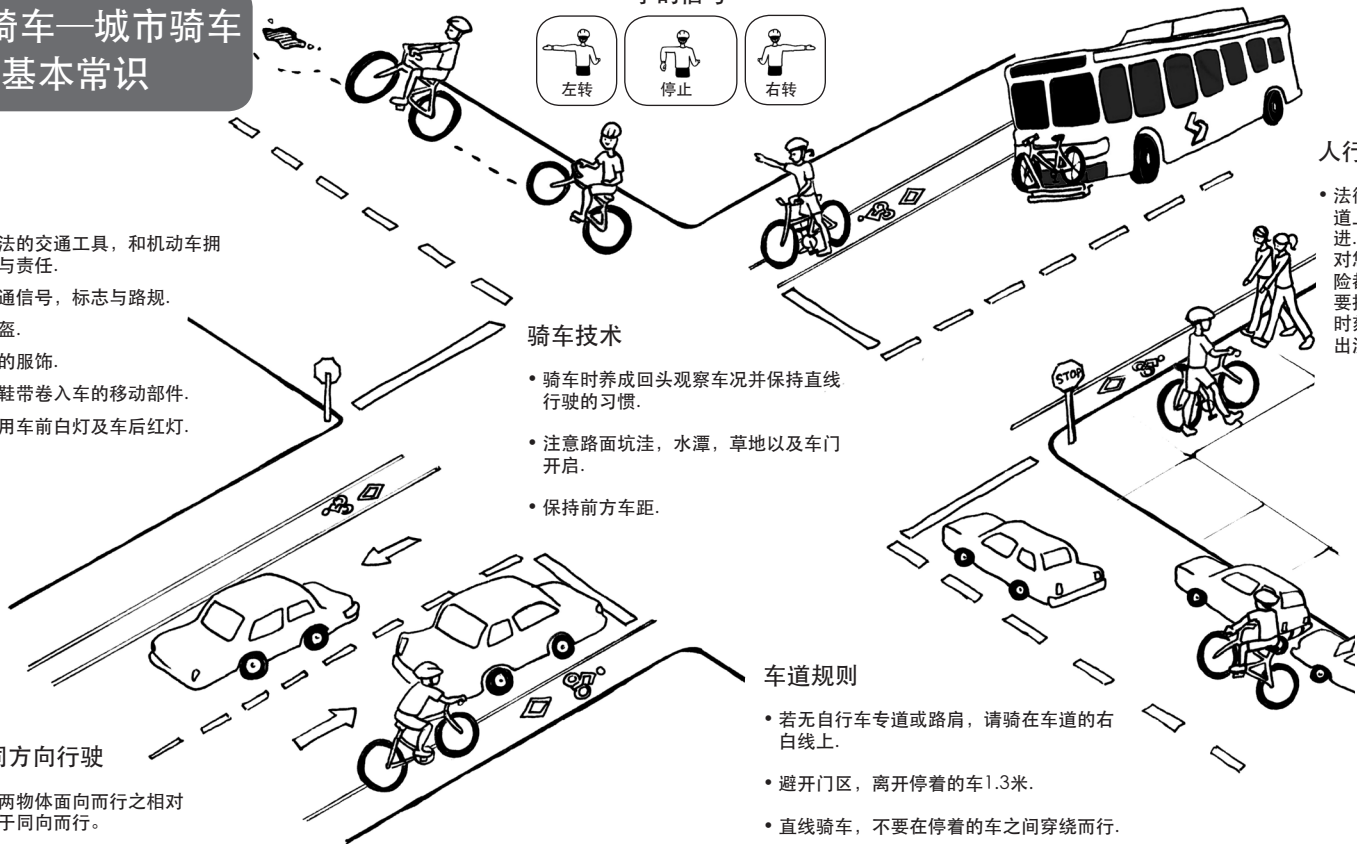 骑车—城市骑车
基本常识
左转
停止
右转
法的交通工具，和机动车拥
与责任.
通信号，标志与路规.
盔.
的服饰.
鞋带卷入车的移动部件.
用车前白灯及车后红灯.
骑车技术
• 骑车时养成回头观察车况并保持直线
行驶的习惯.
• 注意路面坑洼，水潭，草地以及车门
开启.
• 保持前方车距.
人行
• 法律
道上
进.
对您
险都
要提
时刻
出没
STOP
同方向行驶
两物体面向而行之相对
于同向而行。
车道规则
• 若无自行车专道或路肩，请骑在车道的右
白线上.
• 避开门区，离开停着的车1.3米.
• 直线骑车，不要在停着的车之间穿绕而行.